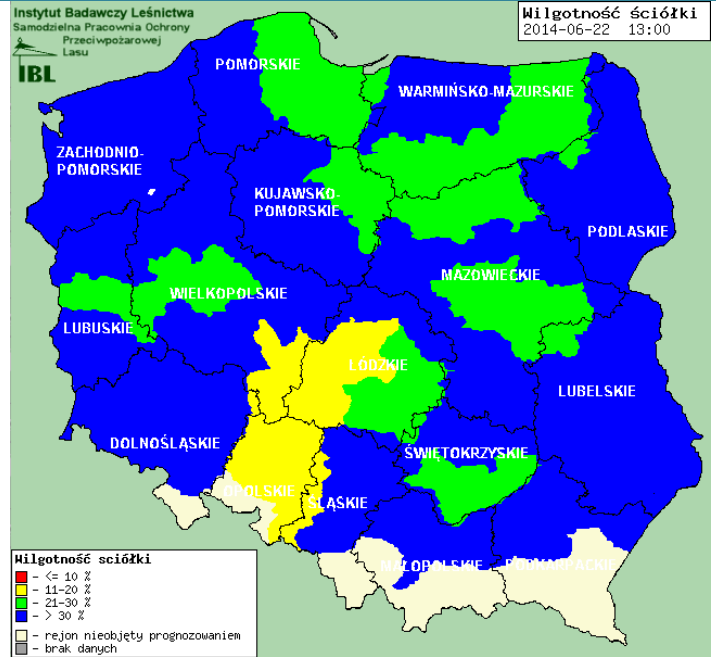 Instytut Badawczy Leśnictwa
Samodzielna Pracownia Ochrony
Przeciwpożarowej
Lasu
IBL
Wilgotność ściółki
2014-06-22 13:00
POMORSKIE
WARMIŃSKO-MAZURSKIE
ZACHODNIO-
POMORSKIE
KUJAWSKO-
POMORSKIE
PODLASKIE
MAZOWIECKIE
WIELKOPOLSKIE
LUBUSKIE
ŁÓDZKIE
LUBELSKIE
DOLNOŚLĄSKIE
ŚWIĘTOKRZYSKIE
OPOLSKIE
ŚLĄSKIE
MAŁOPOLSKIE
PODKARPACKIE
Wilgotność sciółki
- <= 10 %
- 11-20 %
- 21-30 %
- > 30 %
- rejon nieobjęty prognozowaniem
- brak danych